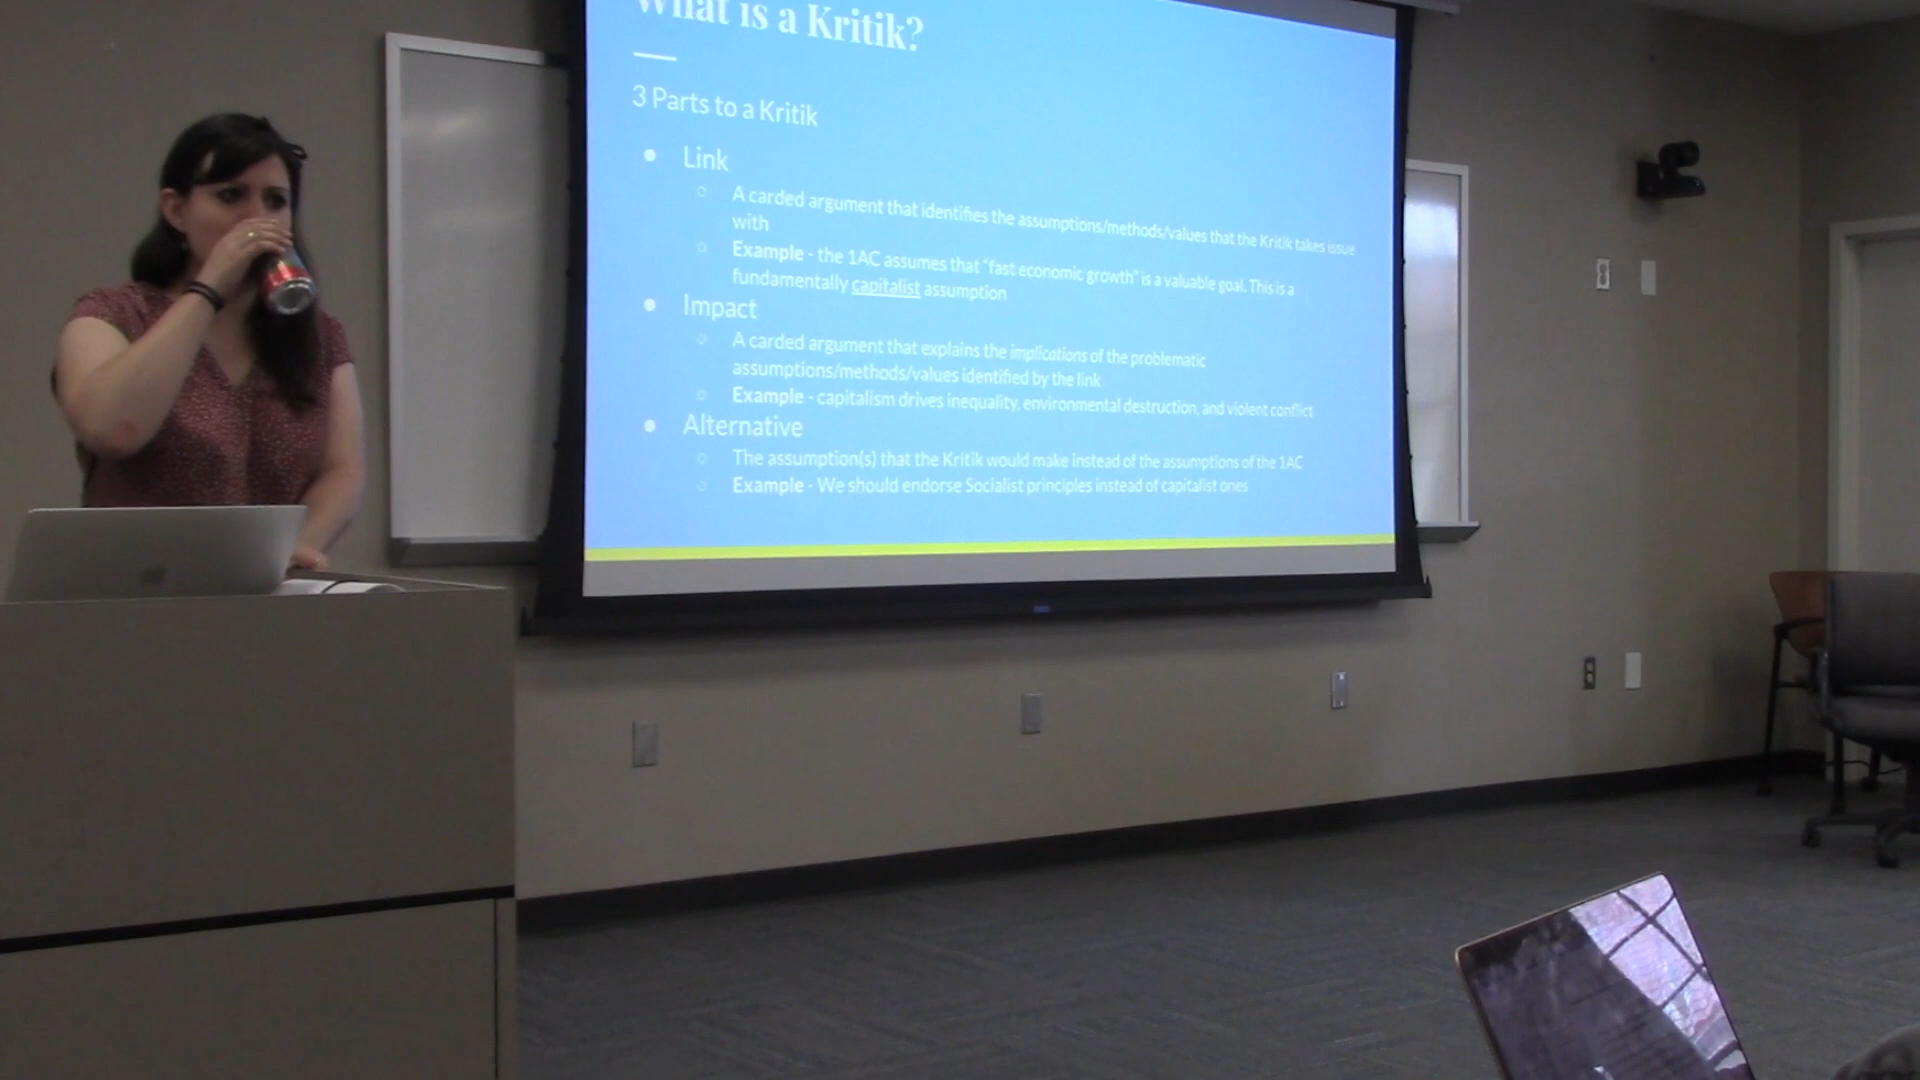 What is a Kritik?
3 Parts to a Kritik
● Link
○ A carded argument that identifies the assumptions/methods/values that the Kritik takes issue
with
○ Example - the 1AC assumes that "fast economic growth" is a valuable goal. This is a
fundamentally capitalist assumption
● Impact
○ A carded argument that explains the implications of the problematic
assumptions/methods/values identified by the link
○ Example - capitalism drives inequality, environmental destruction, and violent conflict
● Alternative
○ The assumption(s) that the Kritik would make instead of the assumptions of the 1AC
○ Example - We should endorse Socialist principles instead of capitalist ones